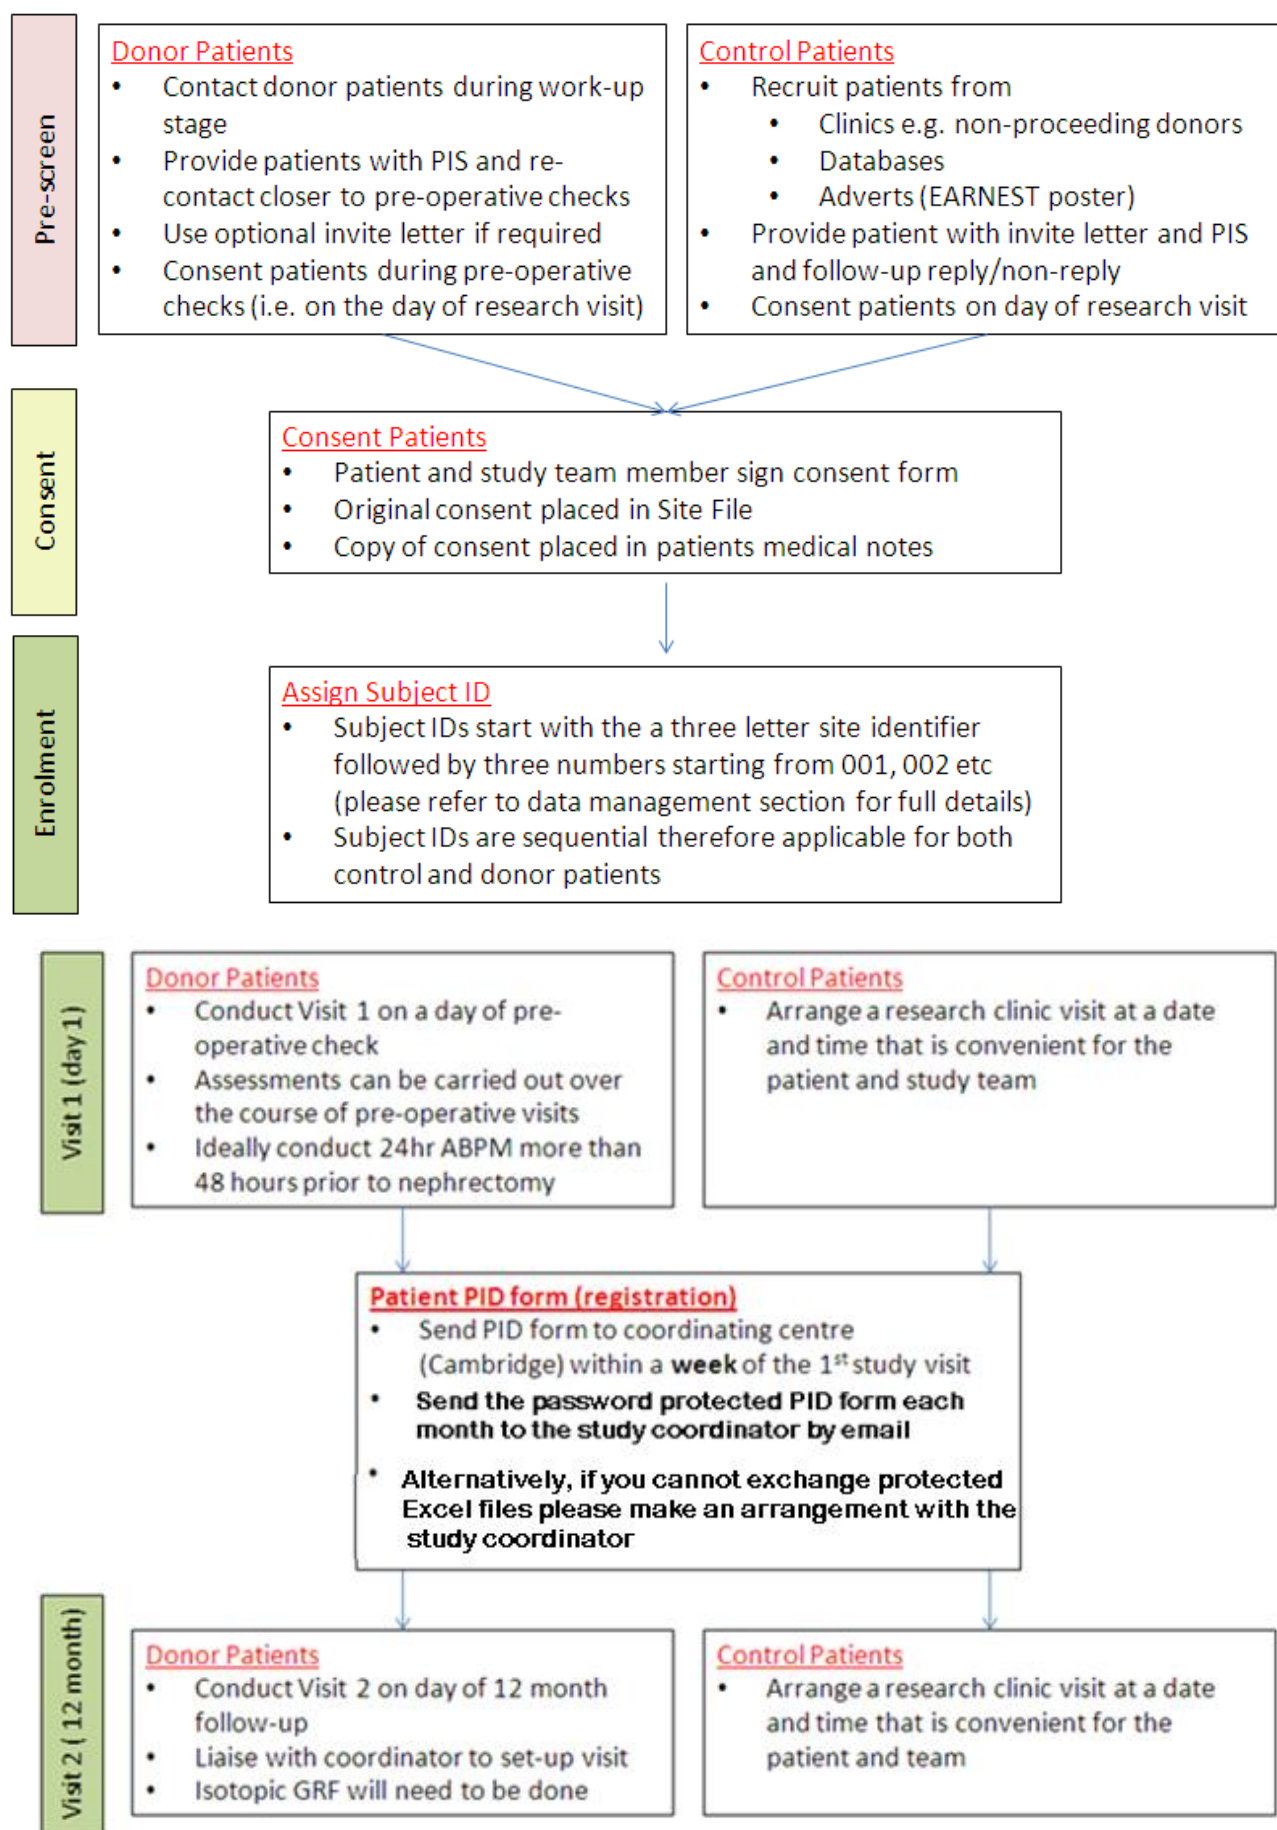 Pre-screen
Donor Patients
• Contact donor patients during work-up
stage
• Provide patients with PIS and re-
contact closer to pre-operative checks
• Use optional invite letter if required
• Consent patients during pre-operative
checks (i.e. on the day of research visit)
Control Patients
• Recruit patients from
• Clinics e.g. non-proceeding donors
• Databases
• Adverts (EARNEST poster)
• Provide patient with invite letter and PIS
and follow-up reply/non-reply
• Consent patients on day of research visit
Consent
Consent Patients
• Patient and study team member sign consent form
• Original consent placed in Site File
• Copy of consent placed in patients medical notes
Enrolment
Assign Subject ID
• Subject IDs start with the a three letter site identifier
followed by three numbers starting from 001, 002 etc
(please refer to data management section for full details)
• Subject IDs are sequential therefore applicable for both
control and donor patients
Visit 1 (day 1)
Donor Patients
• Conduct Visit 1 on a day of pre-
operative check
• Assessments can be carried out over
the course of pre-operative visits
• Ideally conduct 24hr ABPM more than
48 hours prior to nephrectomy
Control Patients
• Arrange a research clinic visit at a date
and time that is convenient for the
patient and study team
Patient PID form (registration)
• Send PID form to coordinating centre
(Cambridge) within a week of the 1st study visit
• Send the password protected PID form each
month to the study coordinator by email
• Alternatively, if you cannot exchange protected
Excel files please make an arrangement with the
study coordinator
Visit 2 ( 12 month)
Donor Patients
• Conduct Visit 2 on day of 12 month
follow-up
• Liaise with coordinator to set-up visit
• Isotopic GRF will need to be done
Control Patients
• Arrange a research clinic visit at a date
and time that is convenient for the
patient and team